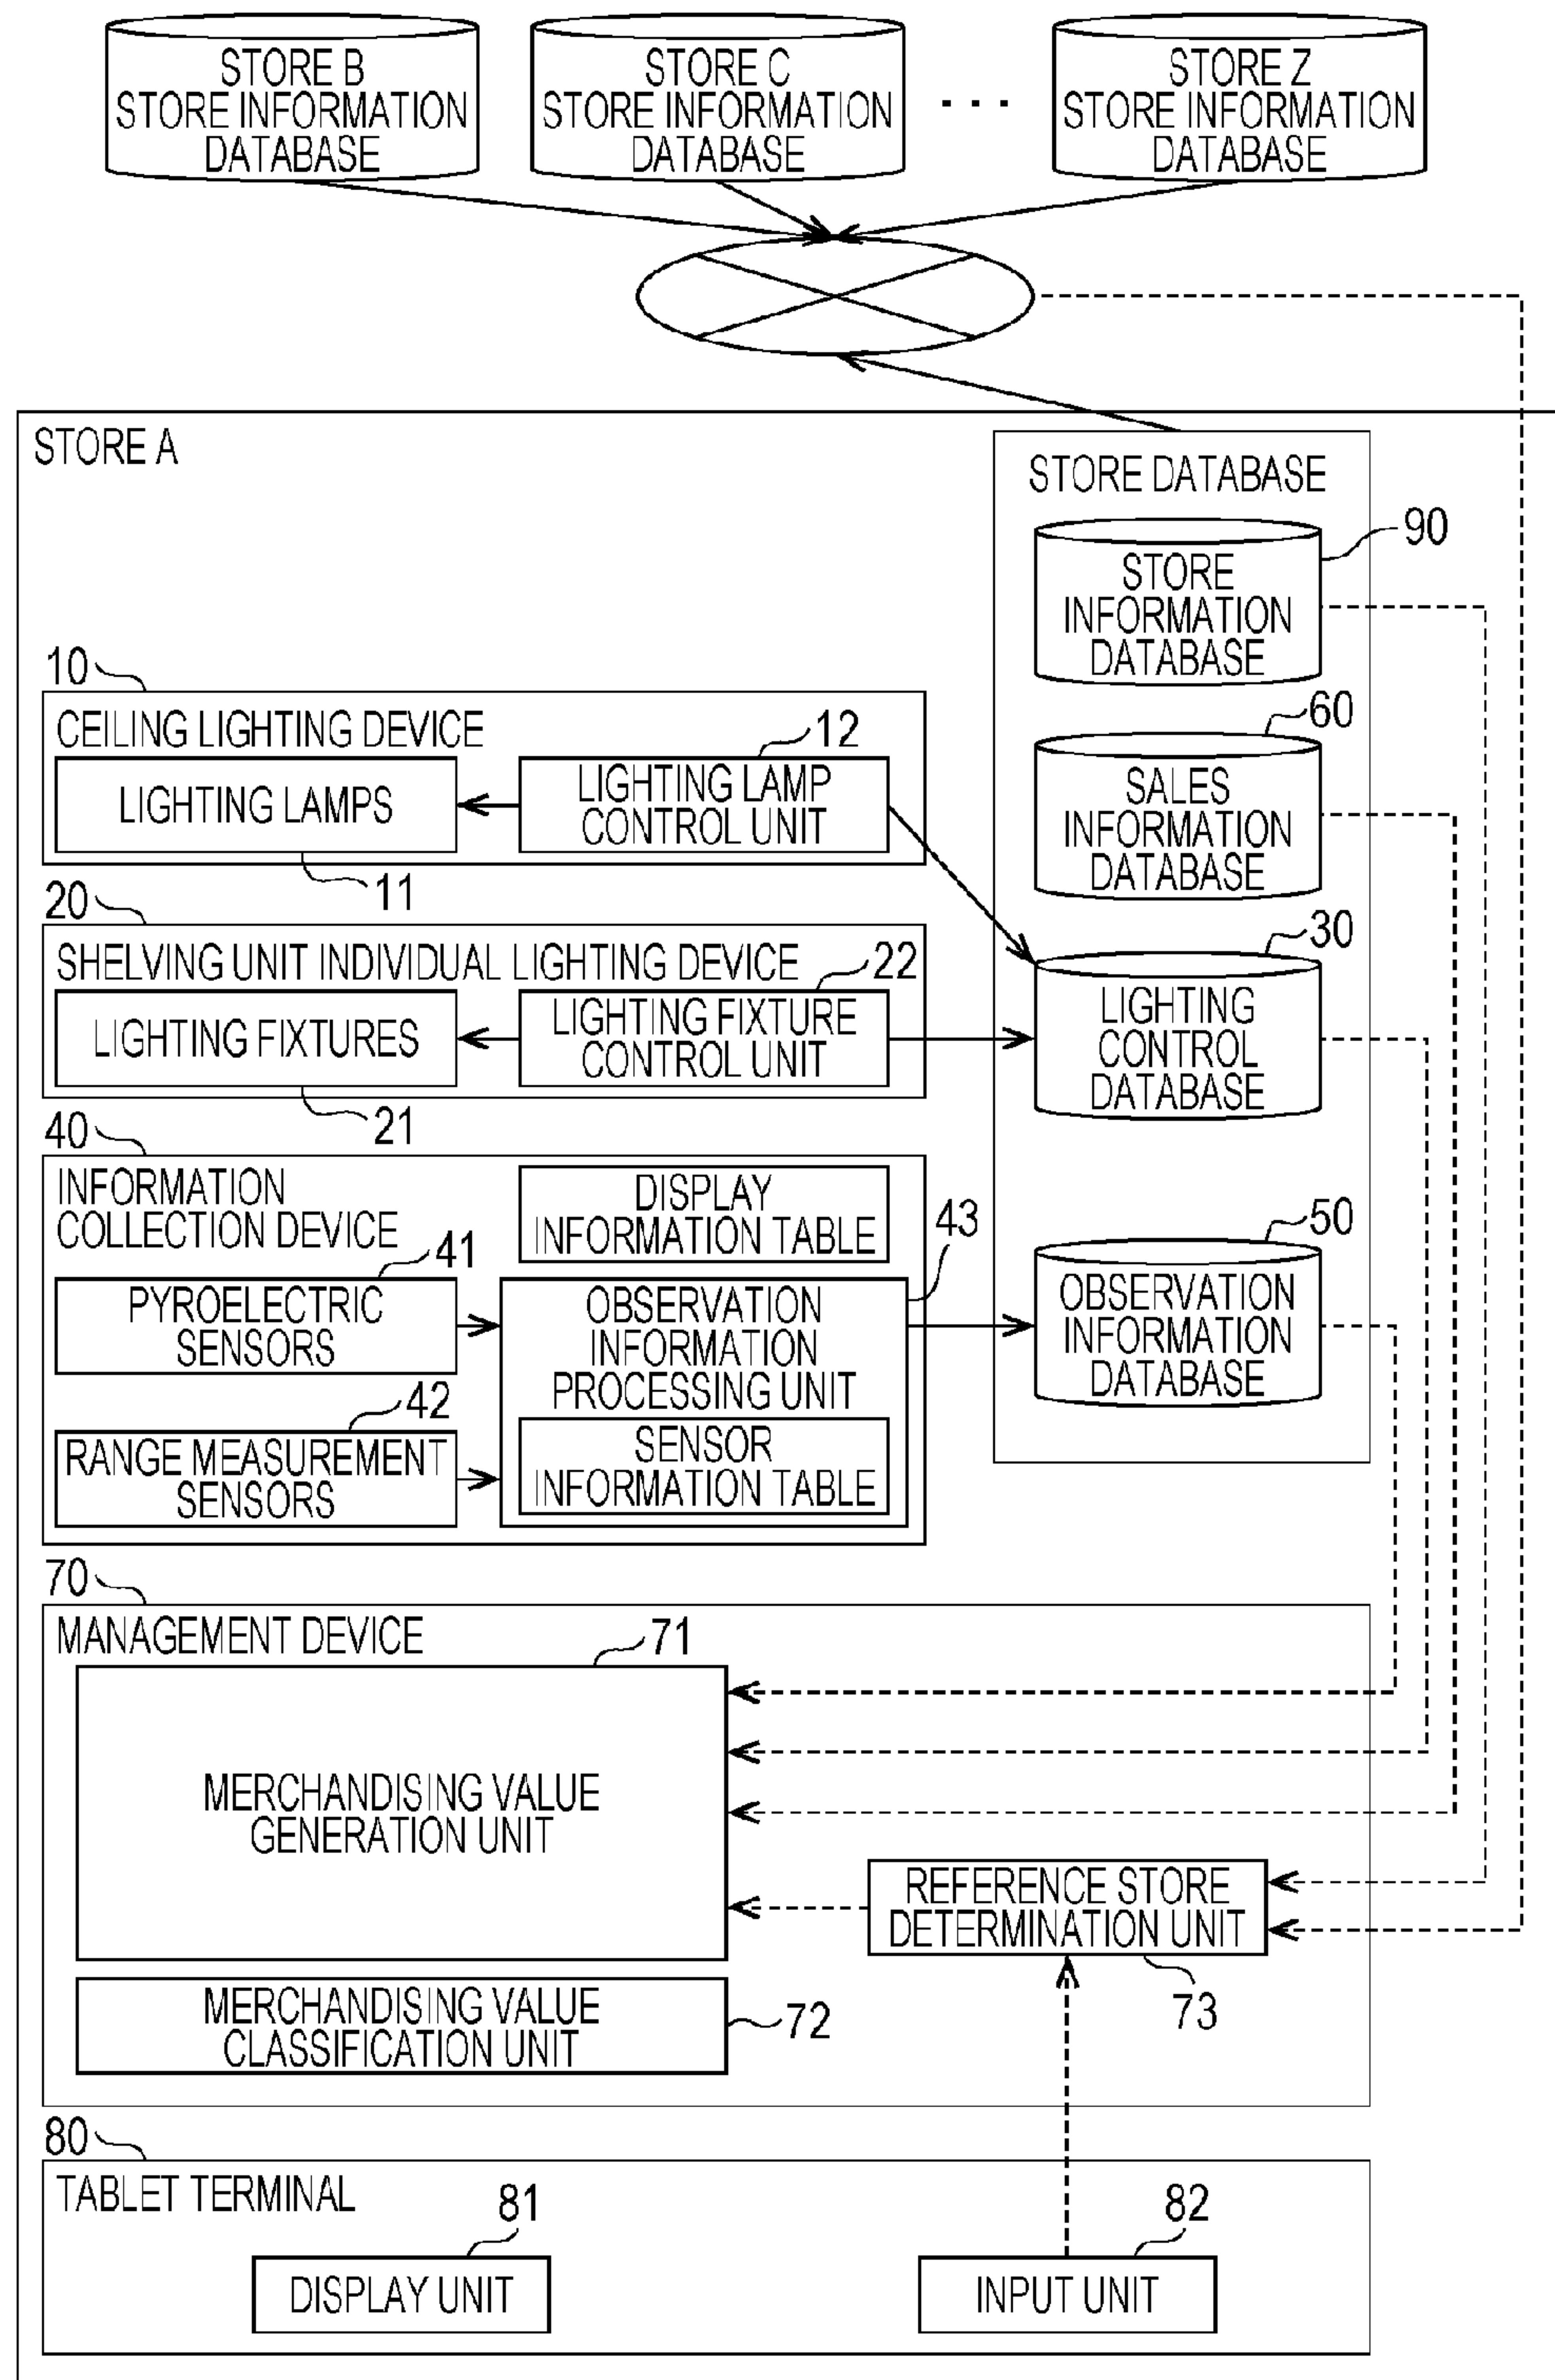 STORE B
STORE INFORMATION
DATABASE
STORE C
STORE INFORMATION
DATABASE
...
STORE Z
STORE INFORMATION
DATABASE
STORE A
STORE DATABASE
90
STORE
INFORMATION
DATABASE
10
CEILING LIGHTING DEVICE
12
LIGHTING LAMPS
LIGHTING LAMP
CONTROL UNIT
11
60
SALES
INFORMATION
DATABASE
20
SHELVING UNIT INDIVIDUAL LIGHTING DEVICE
22
LIGHTING FIXTURES
LIGHTING FIXTURE
CONTROL UNIT
21
30
LIGHTING
CONTROL
DATABASE
40
INFORMATION
COLLECTION DEVICE
DISPLAY
INFORMATION TABLE
43
41
PYROELECTRIC
SENSORS
OBSERVATION
INFORMATION
PROCESSING UNIT
42
RANGE MEASUREMENT
SENSORS
SENSOR
INFORMATION TABLE
50
OBSERVATION
INFORMATION
DATABASE
70
MANAGEMENT DEVICE
71
MERCHANDISING VALUE
GENERATION UNIT
REFERENCE STORE
DETERMINATION UNIT
73
MERCHANDISING VALUE
CLASSIFICATION UNIT
72
80
TABLET TERMINAL
81
DISPLAY UNIT
82
INPUT UNIT